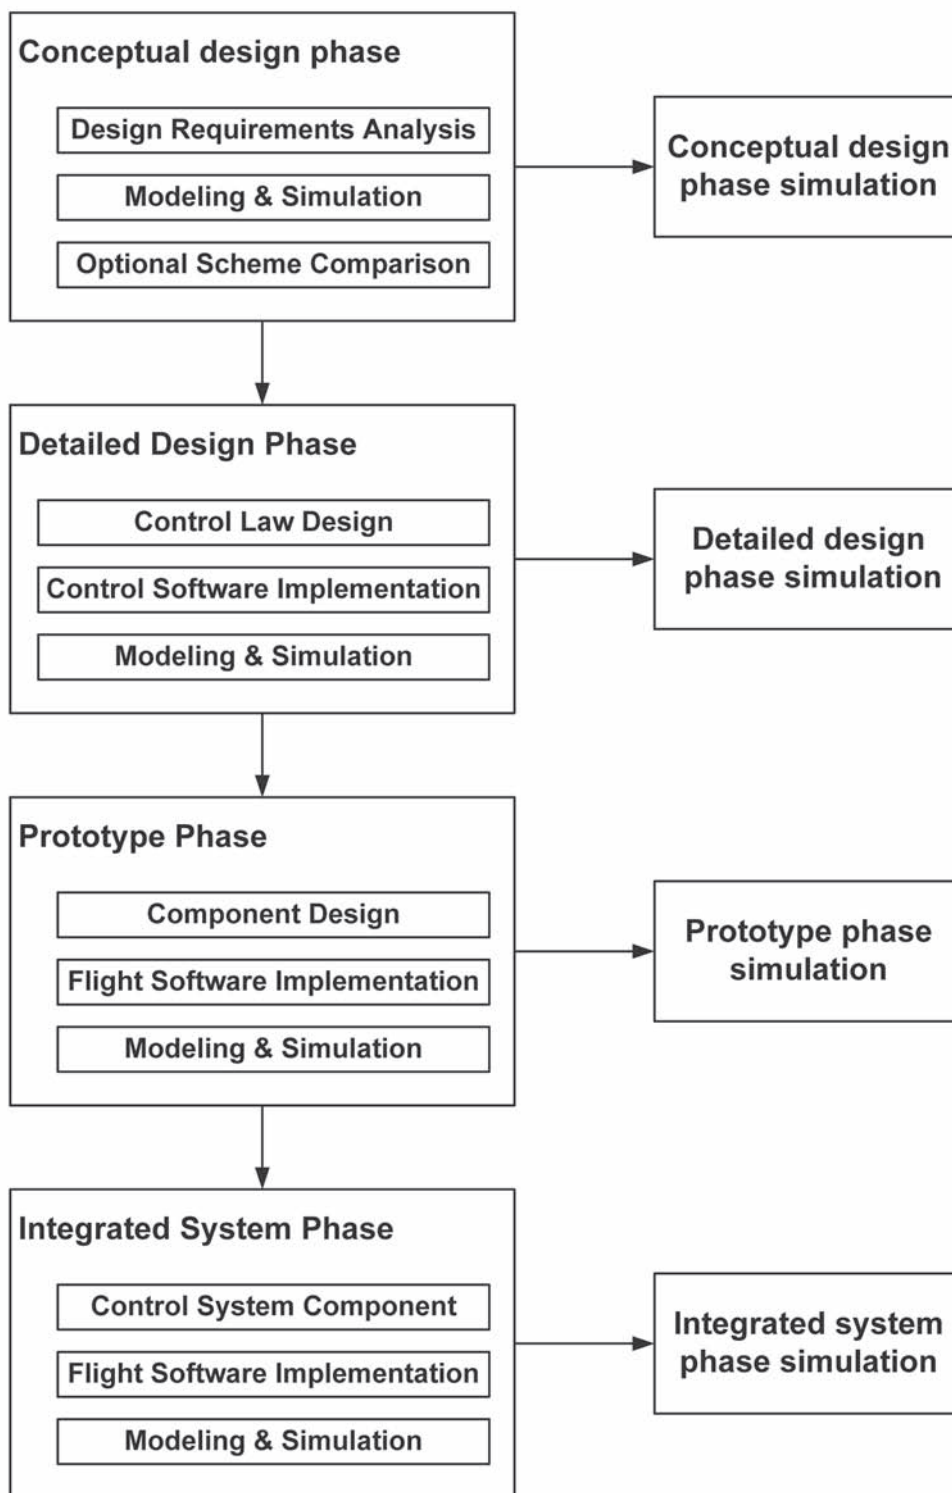 Conceptual design phase
Design Requirements Analysis
Modeling & Simulation
Optional Scheme Comparison
Conceptual design
phase simulation
Detailed Design Phase
Control Law Design
Control Software Implementation
Modeling & Simulation
Detailed design
phase simulation
Prototype Phase
Component Design
Flight Software Implementation
Modeling & Simulation
Prototype phase
simulation
Integrated System Phase
Control System Component
Flight Software Implementation
Modeling & Simulation
Integrated system
phase simulation